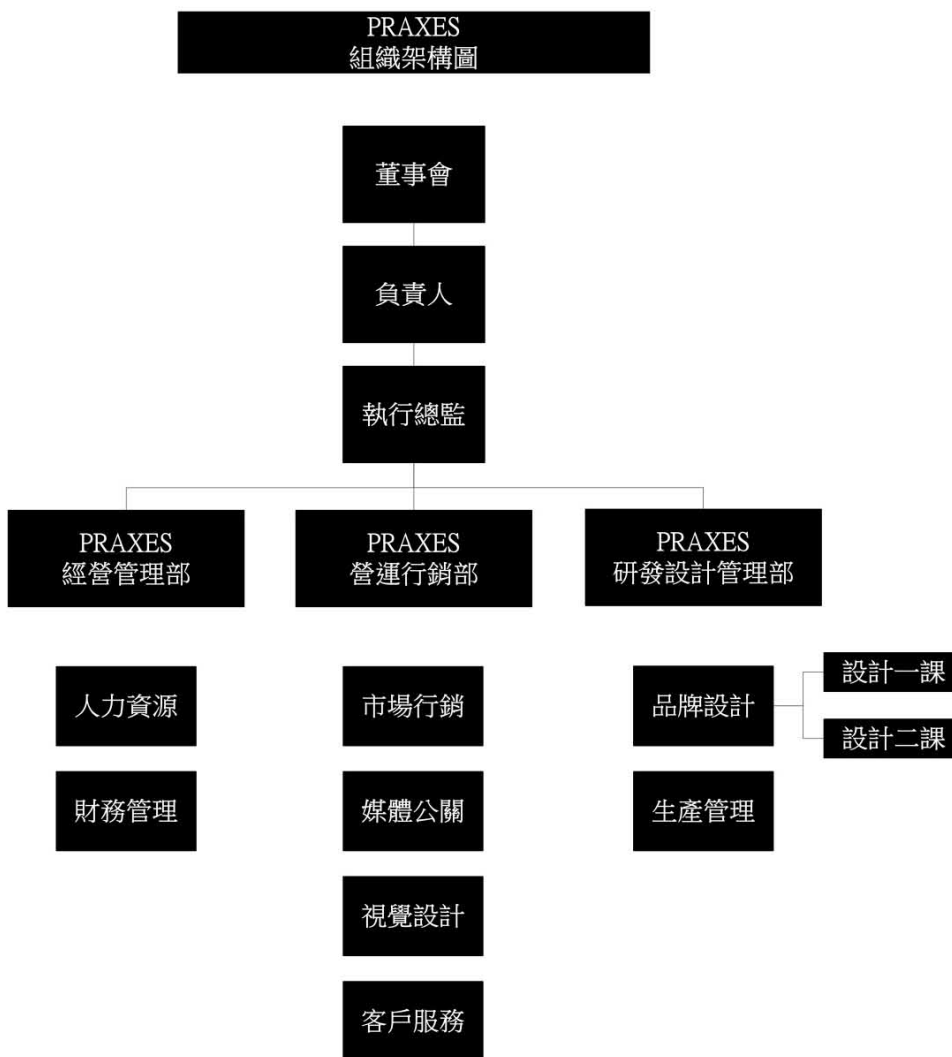 PRAXES
組織架構圖
董事會
負責人
執行總監
PRAXES
經營管理部
PRAXES
營運行銷部
PRAXES
研發設計管理部
人力資源
市場行銷
品牌設計
設計一課
設計二課
財務管理
媒體公關
生產管理
視覺設計
客戶服務